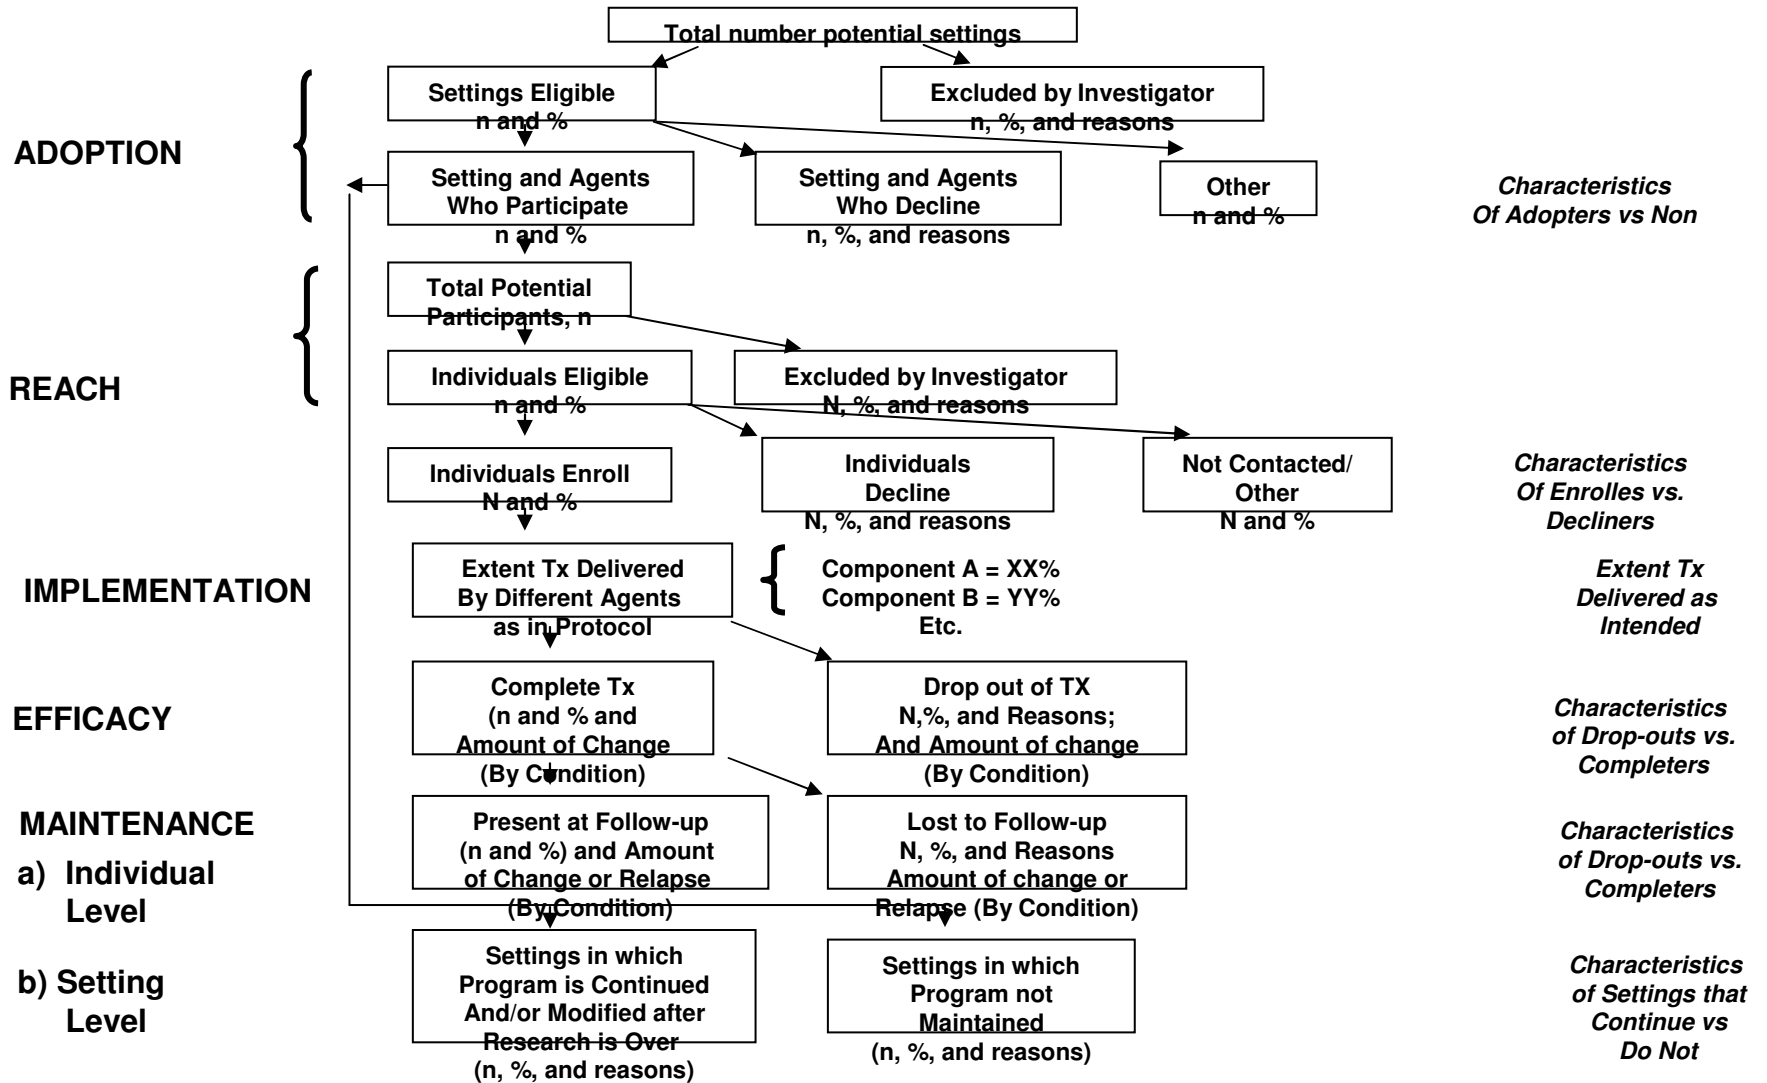 Total number potential settings
Settings Eligible
n and %
Excluded by Investigator
n, %, and reasons
ADOPTION
Setting and Agents
Who Participate
n and %
Setting and Agents
Who Decline
n, %, and reasons
Other
n and %
Characteristics
Of Adopters vs Non
Total Potential
Participants, n
REACH
Individuals Eligible
n and %
Excluded by Investigator
N, %, and reasons
Individuals Enroll
N and %
Individuals
Decline
N, %, and reasons
Not Contacted/
Other
N and %
Characteristics
Of Enrolles vs.
Decliners
IMPLEMENTATION
Extent Tx Delivered
By Different Agents
as in Protocol
Component A = XX%
Component B = YY%
Etc.
Extent Tx
Delivered as
Intended
EFFICACY
Complete Tx
(n and % and
Amount of Change
(By Condition)
Drop out of TX
N,%, and Reasons;
And Amount of change
(By Condition)
Characteristics
of Drop-outs vs.
Completers
MAINTENANCE
a) Individual
Level
Present at Follow-up
(n and %) and Amount
of Change or Relapse
(By Condition)
Lost to Follow-up
N, %, and Reasons
Amount of change or
Relapse (By Condition)
Characteristics
of Drop-outs vs.
Completers
b) Setting
Level
Settings in which
Program is Continued
And/or Modified after
Research is Over
(n, %, and reasons)
Settings in which
Program not
Maintained
(n, %, and reasons)
Characteristics
of Settings that
Continue vs
Do Not